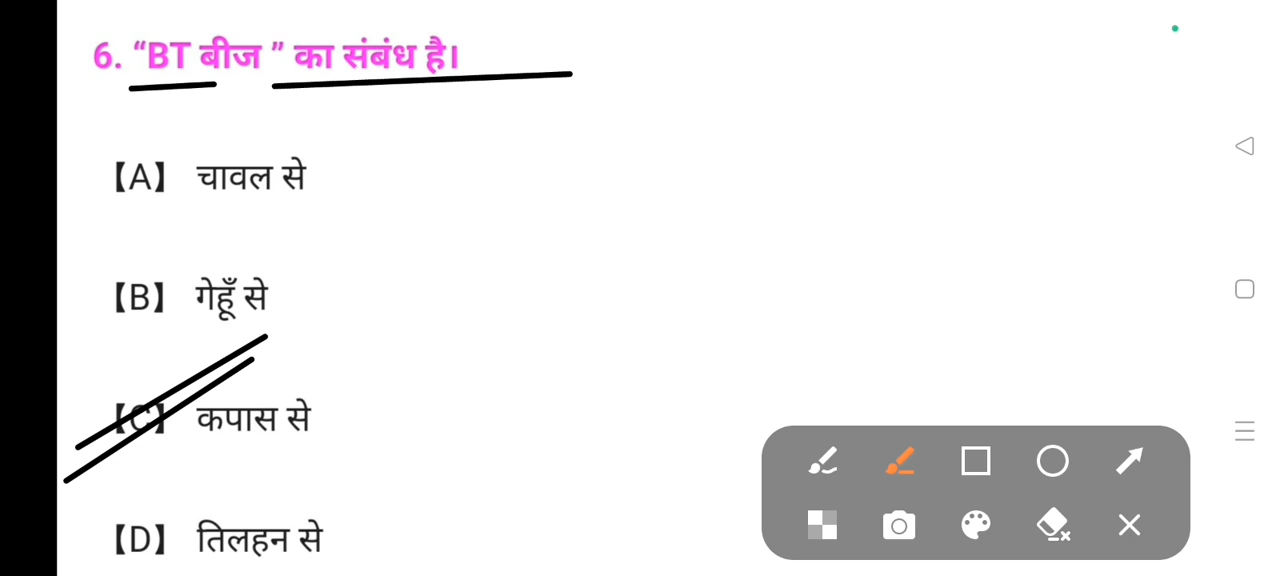 6. “BT बीज ” का संबंध है।
【A】 चावल से
【B】 गेहूँ से
【C】 कपास से
【D】 तिलहन से